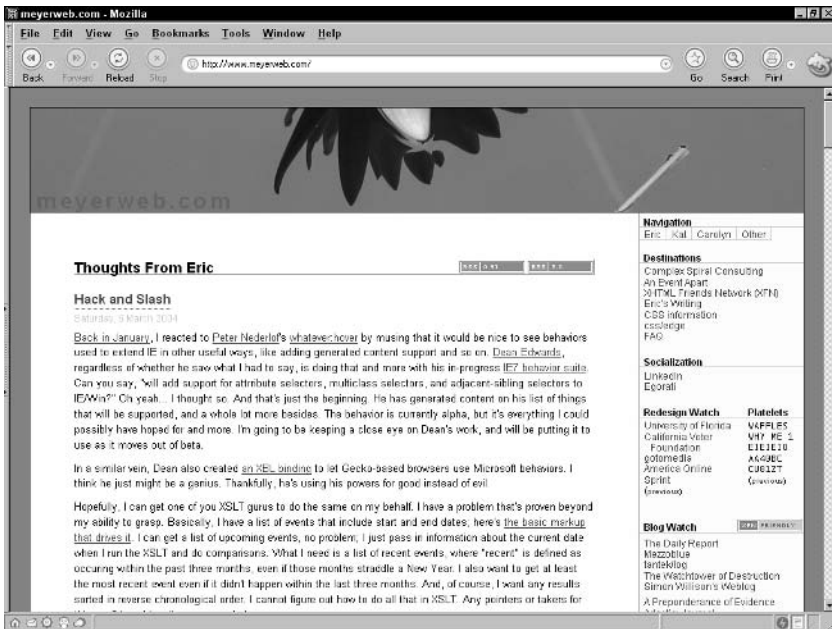 meyerweb.com - Mozilla
File Edit View Go Bookmarks Tools Window Help
Back Forward Reload Stop http://www.meyerweb.com/ Go Search Print
meyerweb.com
Thoughts From Eric
Hack and Slash
Saturday, 6 March 2004
Back in January, I reacted to Peter Nederlof's whatever:hover by musing that it would be nice to see behaviors
used to extend IE in other useful ways, like adding generated content support and so on. Dean Edwards,
regardless of whether he saw what I had to say, is doing that and more with his in-progress IE7 behavior suite.
Can you say, "will add support for attribute selectors, multiclass selectors, and adjacent-sibling selectors to
IE/Win?" Oh yeah... I thought so. And that's just the beginning. He has generated content on his list of things
that will be supported, and a whole lot more besides. The behavior is currently alpha, but it's everything I could
possibly have hoped for and more. I'm going to be keeping a close eye on Dean's work, and will be putting it to
use as it moves out of beta.
In a similar vein, Dean also created an XBL binding to let Gecko-based browsers use Microsoft behaviors. I
think he just might be a genius. Thankfully, he's using his powers for good instead of evil.
Hopefully, I can get one of you XSLT gurus to do the same on my behalf. I have a problem that's proven beyond
my ability to grasp. Basically, I have a list of events that include start and end dates; here's the basic markup
that drives it. I can get a list of upcoming events, no problem; I just pass in information about the current date
when I run the XSLT and do comparisons. What I need is a list of recent events, where "recent" is defined as
occuring within the past three months, even if those months straddle a New Year. I also want to get at least
the most recent event even if it didn't happen within the last three months. And, of course, I want any results
sorted in reverse chronological order. I cannot figure out how to do all that in XSLT. Any pointers or takers for
Navigation
Eric Kat Carolyn Other
Destinations
Complex Spiral Consulting
An Event Apart
XHTML Friends Network (XFN)
Eric's Writing
CSS information
css/edge
FAQ
Socialization
LinkedIn
Egorati
Redesign Watch
University of Florida
California Voter
Foundation
gotomedia
America Online
Sprint
(previous)
Platelets
WAFFLES
WHY ME 1
EIEIEIO
AA4UBC
CU01ZT
(previous)
Blog Watch
The Daily Report
Mezzoblue
tantek/log
The Watchtower of Destruction
Simon Willison's Weblog
A Preponderance of Evidence